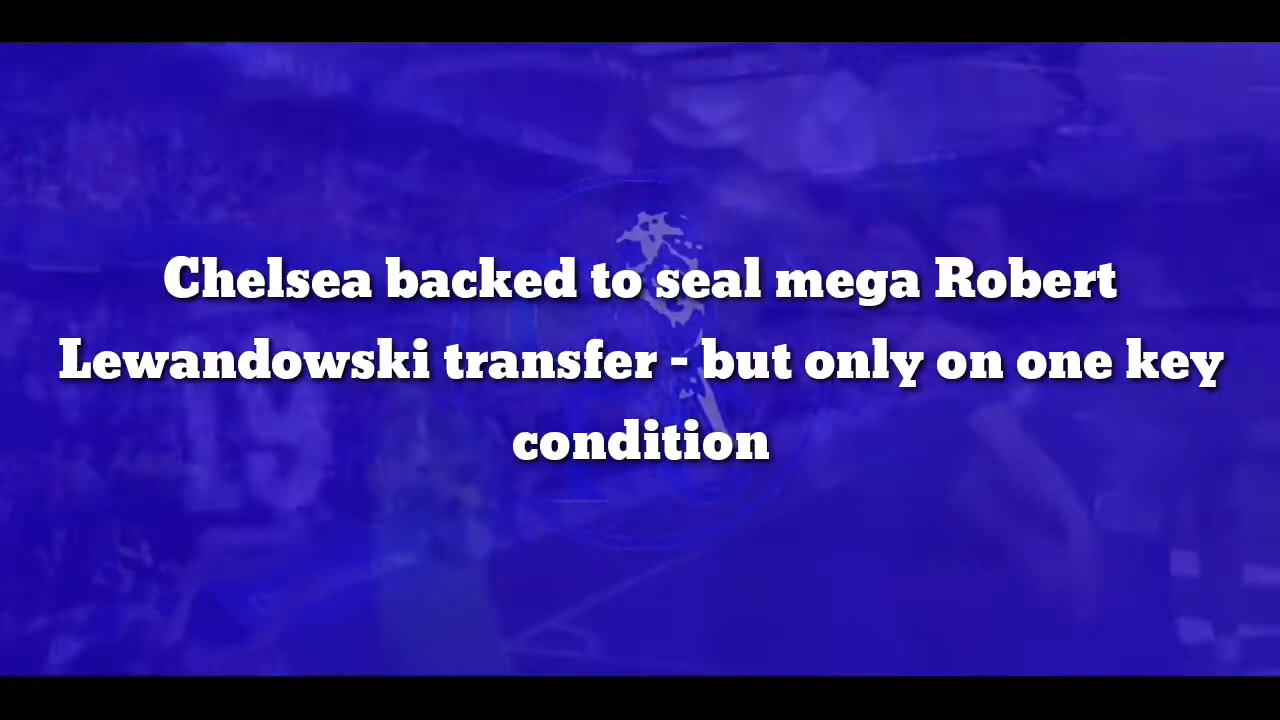 Chelsea backed to seal mega Robert
Lewandowski transfer - but only on one key
condition